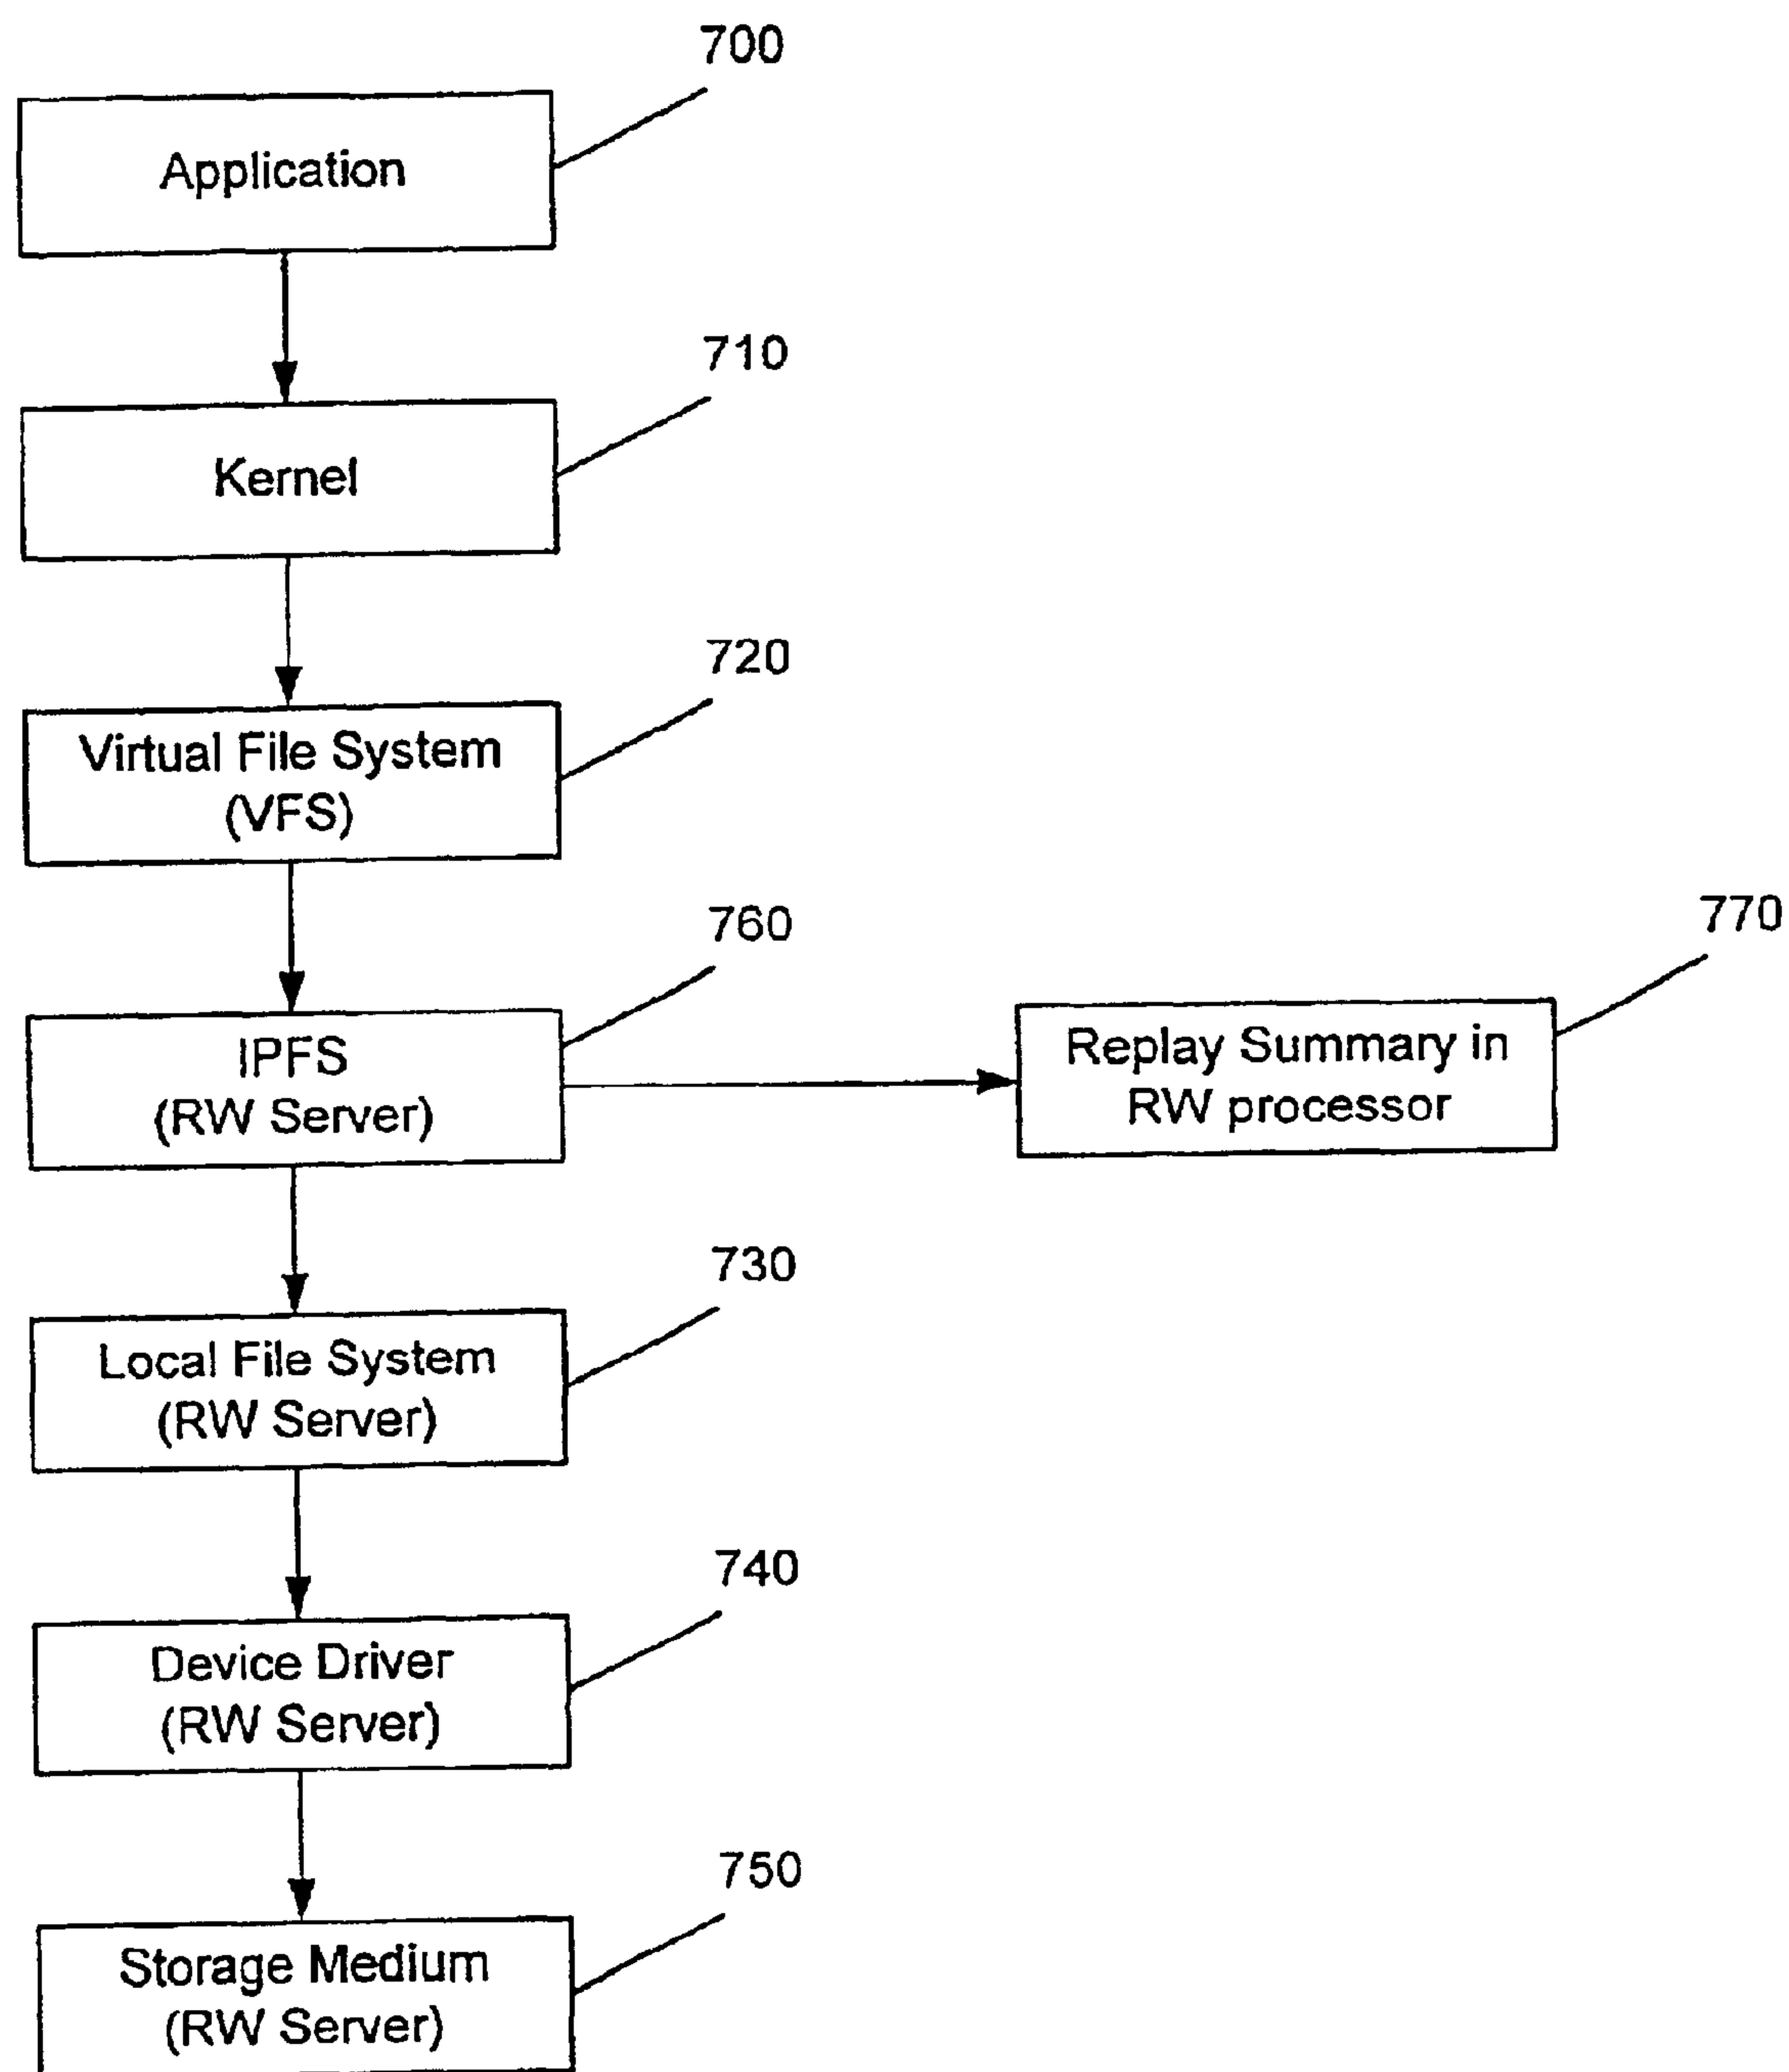 700
Application
710
Kernel
720
Virtual File System
(VFS)
760
770
IPFS
(RW Server)
Replay Summary in
RW processor
730
Local File System
(RW Server)
740
Device Driver
(RW Server)
750
Storage Medium
(RW Server)